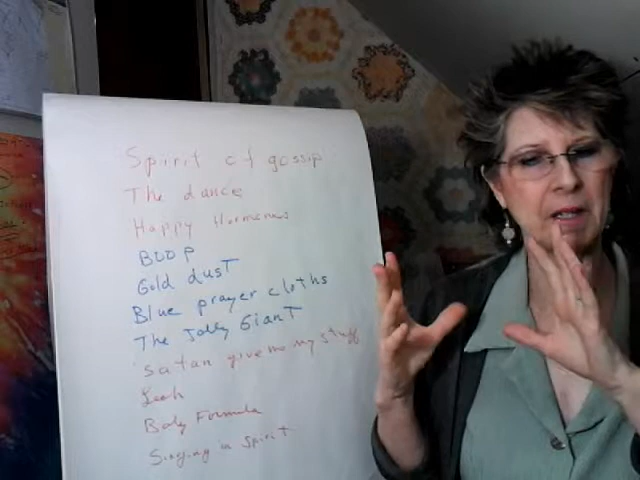 Spirit of gossip
The dance
Happy Hormones
BOOP
Gold dust
Blue prayer cloths
The Jolly Giant
satan give me my stuff
Leah
Body Formula
Singing in Spirit